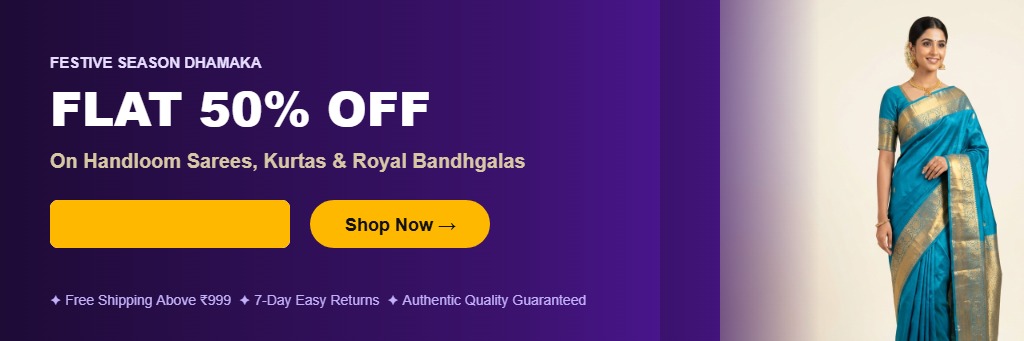 FESTIVE SEASON DHAMAKA
FLAT 50% OFF
On Handloom Sarees, Kurtas & Royal Bandhgalas
Shop Now →
✦ Free Shipping Above ₹999 ✦ 7-Day Easy Returns ✦ Authentic Quality Guaranteed